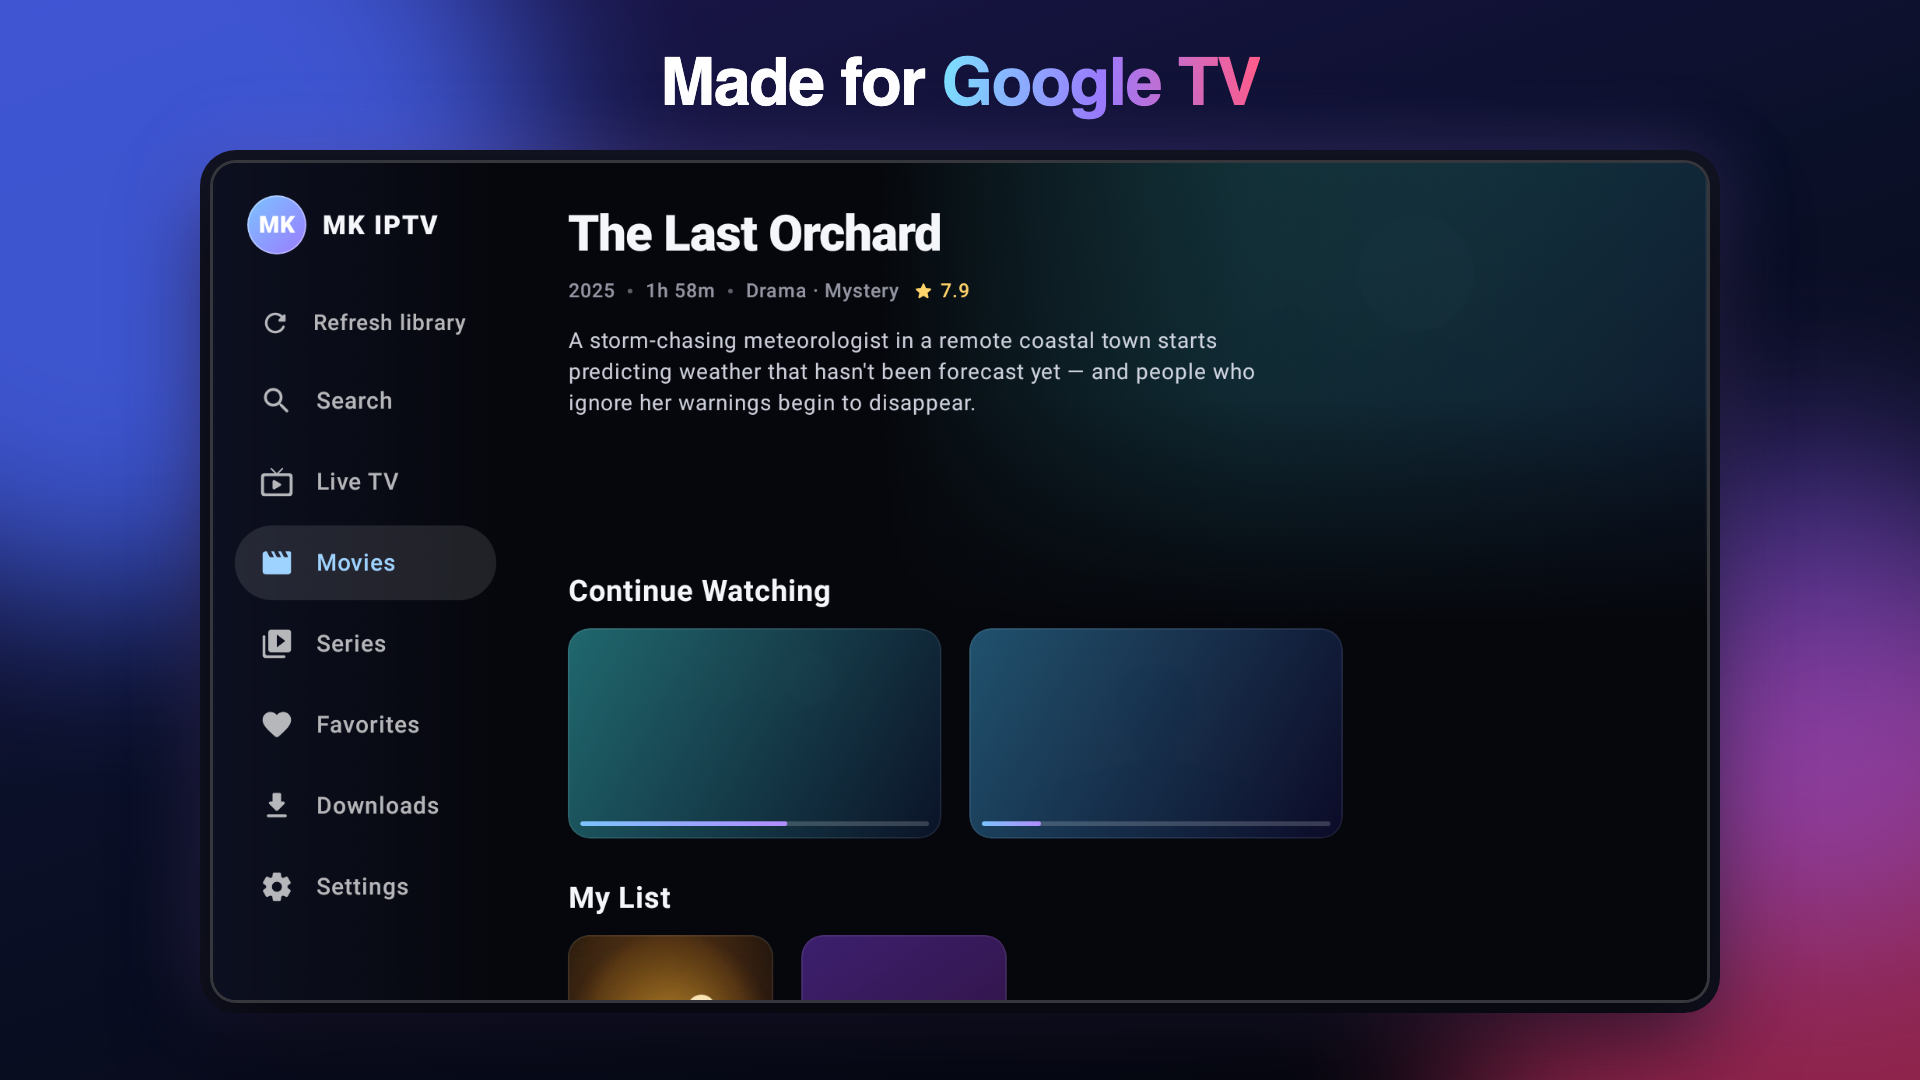 Made for Google TV
MK MK IPTV
Refresh library
Search
Live TV
Movies
Series
Favorites
Downloads
Settings
The Last Orchard
2025 • 1h 58m • Drama · Mystery ★ 7.9
A storm-chasing meteorologist in a remote coastal town starts
predicting weather that hasn't been forecast yet — and people who
ignore her warnings begin to disappear.
Continue Watching
My List